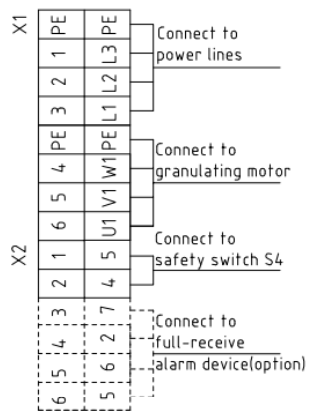 X1
PE PE
1 L3
2 L2
3 L1
Connect to
power lines
PE PE
4 W1
5 V1
6 U1
Connect to
granulating motor
X2
1 5
2 4
Connect to
safety switch S4
3 7
4 2
5 6
6 5
Connect to
full-receive
alarm device(option)